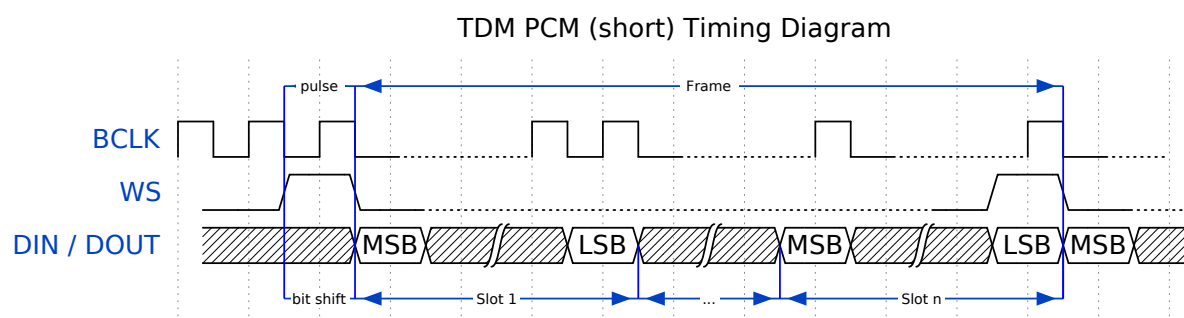 TDM PCM (short) Timing Diagram
pulse
Frame
BCLK
WS
DIN / DOUT
MSB
LSB
MSB
LSB
MSB
bit shift
Slot 1
...
Slot n